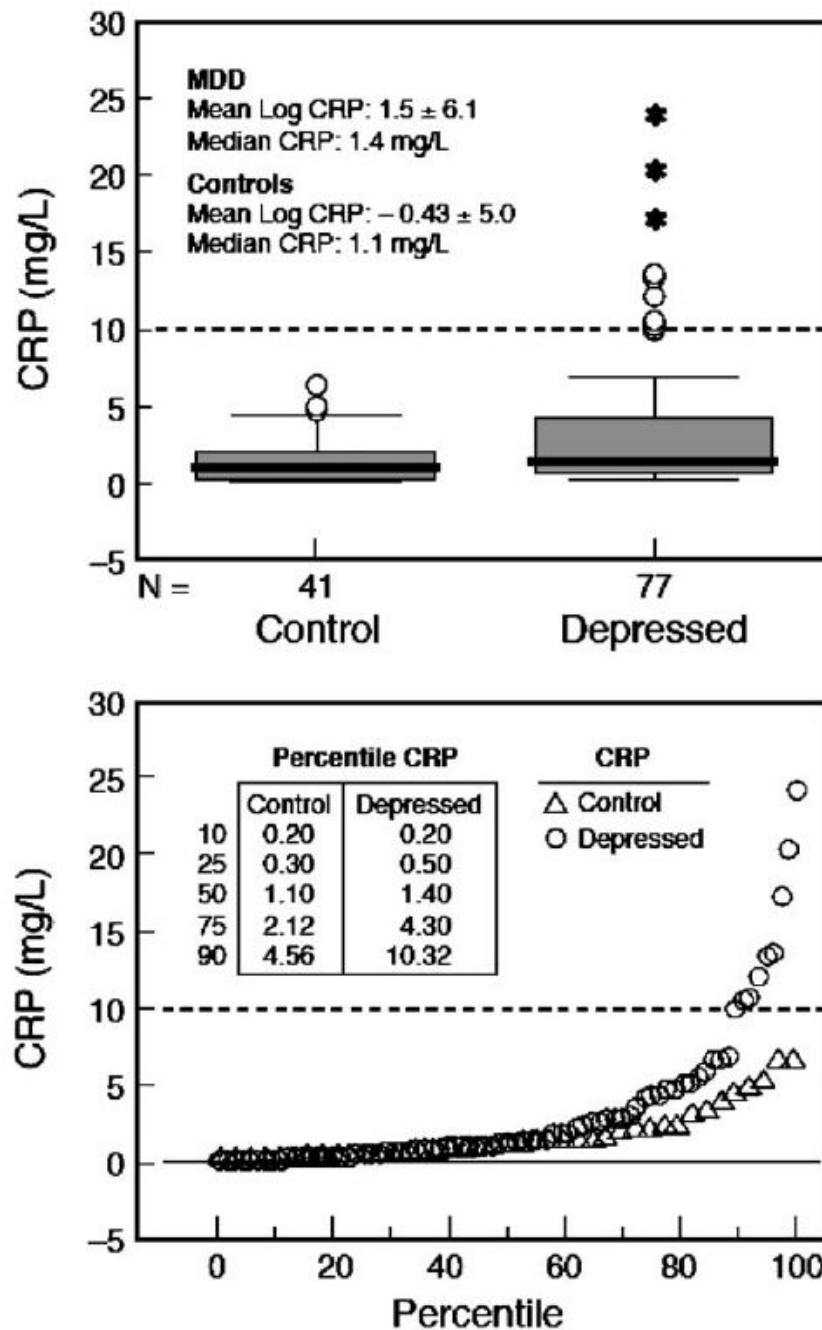 30
25
20
15
10
5
0
−5
CRP (mg/L)
MDD
Mean Log CRP: 1.5 ± 6.1
Median CRP: 1.4 mg/L
Controls
Mean Log CRP: – 0.43 ± 5.0
Median CRP: 1.1 mg/L
N = 41 77
Control Depressed
30
25
20
15
10
5
0
−5
CRP (mg/L)
Percentile CRP
Control Depressed
10 0.20 0.20
25 0.30 0.50
50 1.10 1.40
75 2.12 4.30
90 4.56 10.32
CRP
Control
Depressed
0 20 40 60 80 100
Percentile